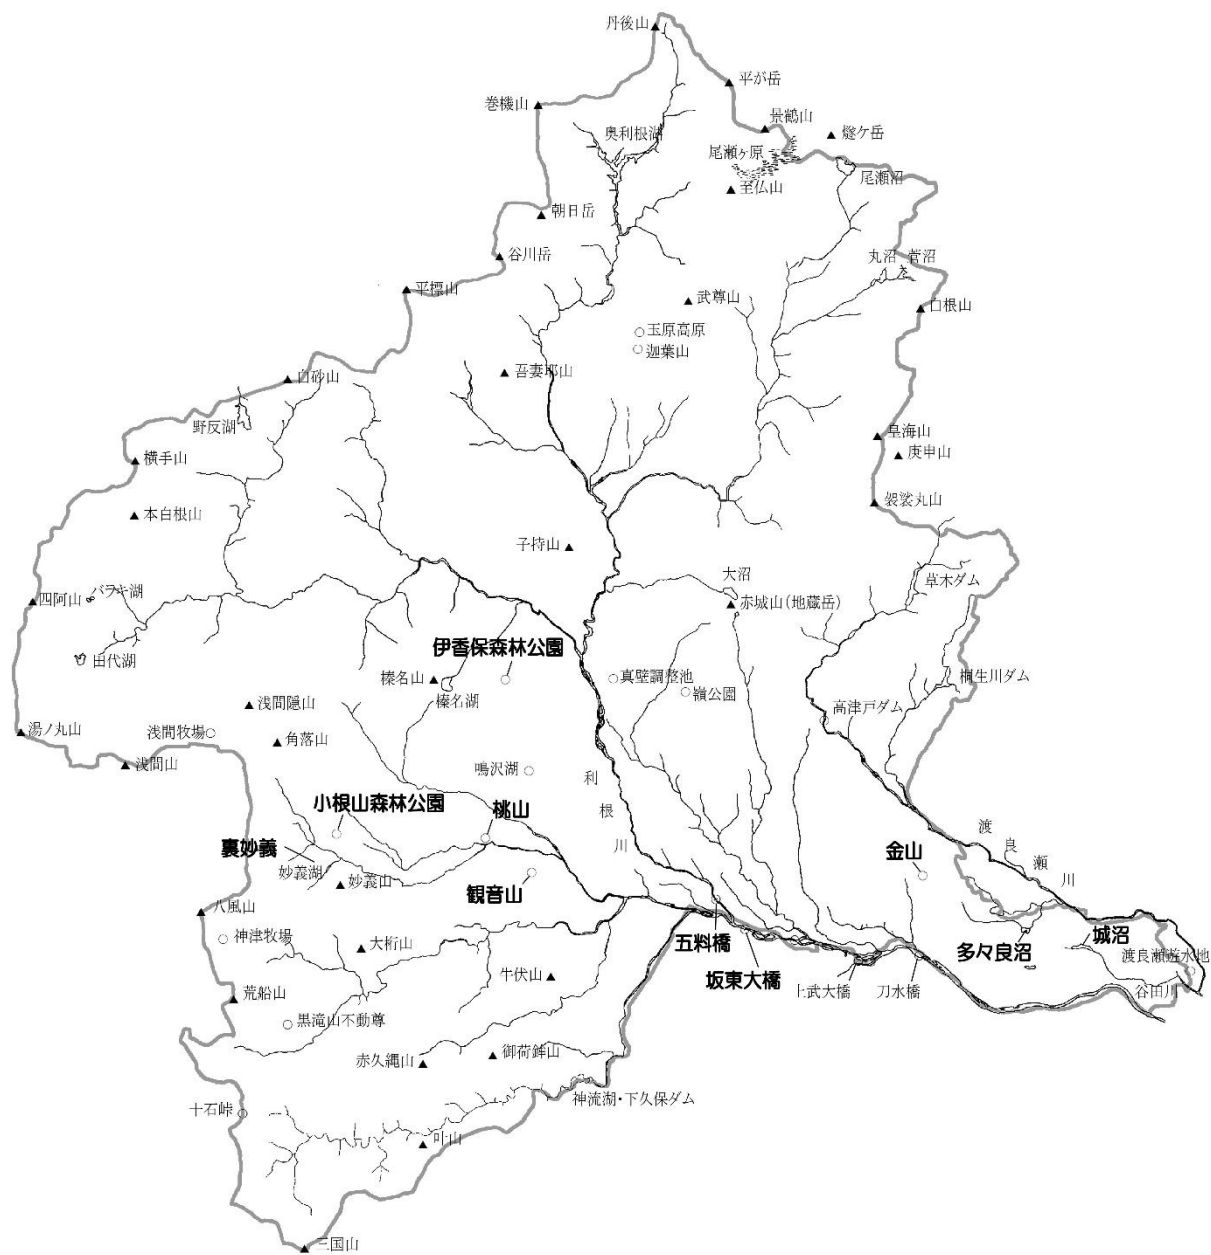 丹後山
平が岳
巻機山
景鶴山
燧ケ岳
奥利根湖
尾瀬ヶ原
尾瀬沼
至仏山
朝日岳
谷川岳
丸沼 菅沼
平標山
武尊山
白根山
玉原高原
迦葉山
吾妻耶山
白砂山
野反湖
皇海山
庚申山
横手山
袈裟丸山
本白根山
子持山
大沼
草木ダム
バラキ湖
四阿山
赤城山(地蔵岳)
伊香保森林公園
田代湖
榛名山
真壁調整池
桐生川ダム
嶺公園
榛名湖
浅間隠山
高津戸ダム
湯ノ丸山
浅間牧場
角落山
浅間山
鳴沢湖
利根川
小根山森林公園
桃山
渡良瀬川
裏妙義
金山
妙義湖
妙義山
観音山
八風山
城沼
神津牧場
大桁山
五料橋
多々良沼
渡良瀬遊水地
牛伏山
坂東大橋
上武大橋
刀水橋
谷田川
荒船山
黒滝山不動尊
赤久縄山
御荷鉾山
神流湖・下久保ダム
十石峠
叶山
三国山